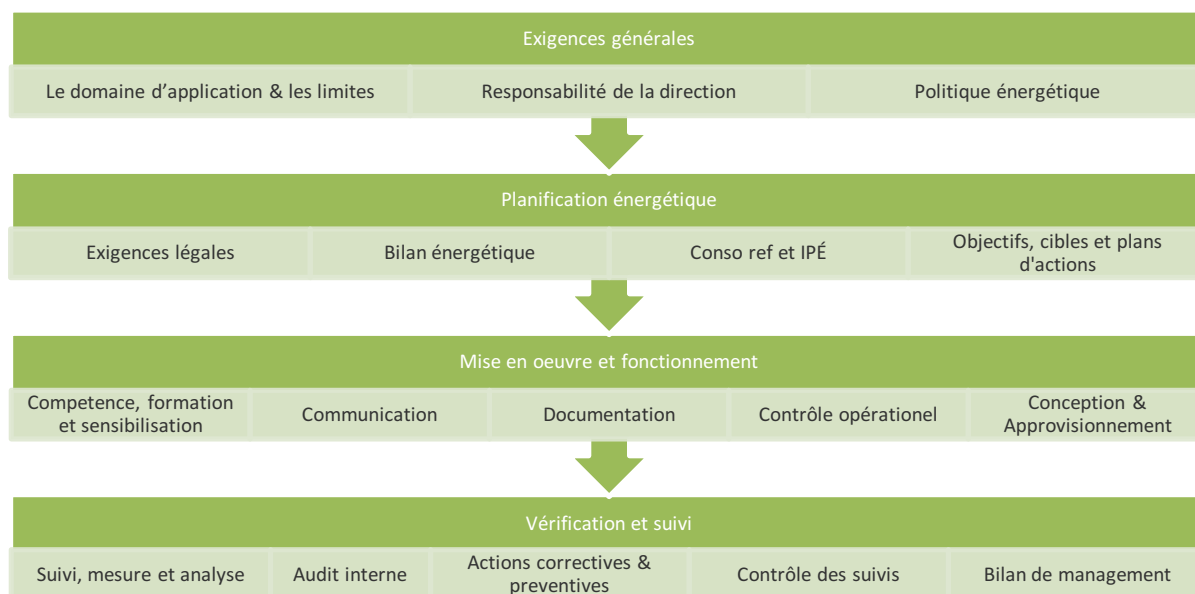 Exigences générales
Le domaine d'application & les limites
Responsabilité de la direction
Politique énergétique
Planification énergétique
Exigences légales
Bilan énergétique
Conso ref et IPÉ
Objectifs, cibles et plans
d'actions
Mise en oeuvre et fonctionnement
Competence, formation
et sensibilisation
Communication
Documentation
Contrôle opérationel
Conception &
Approvisionnement
Vérification et suivi
Suivi, mesure et analyse
Audit interne
Actions correctives &
preventives
Contrôle des suivis
Bilan de management